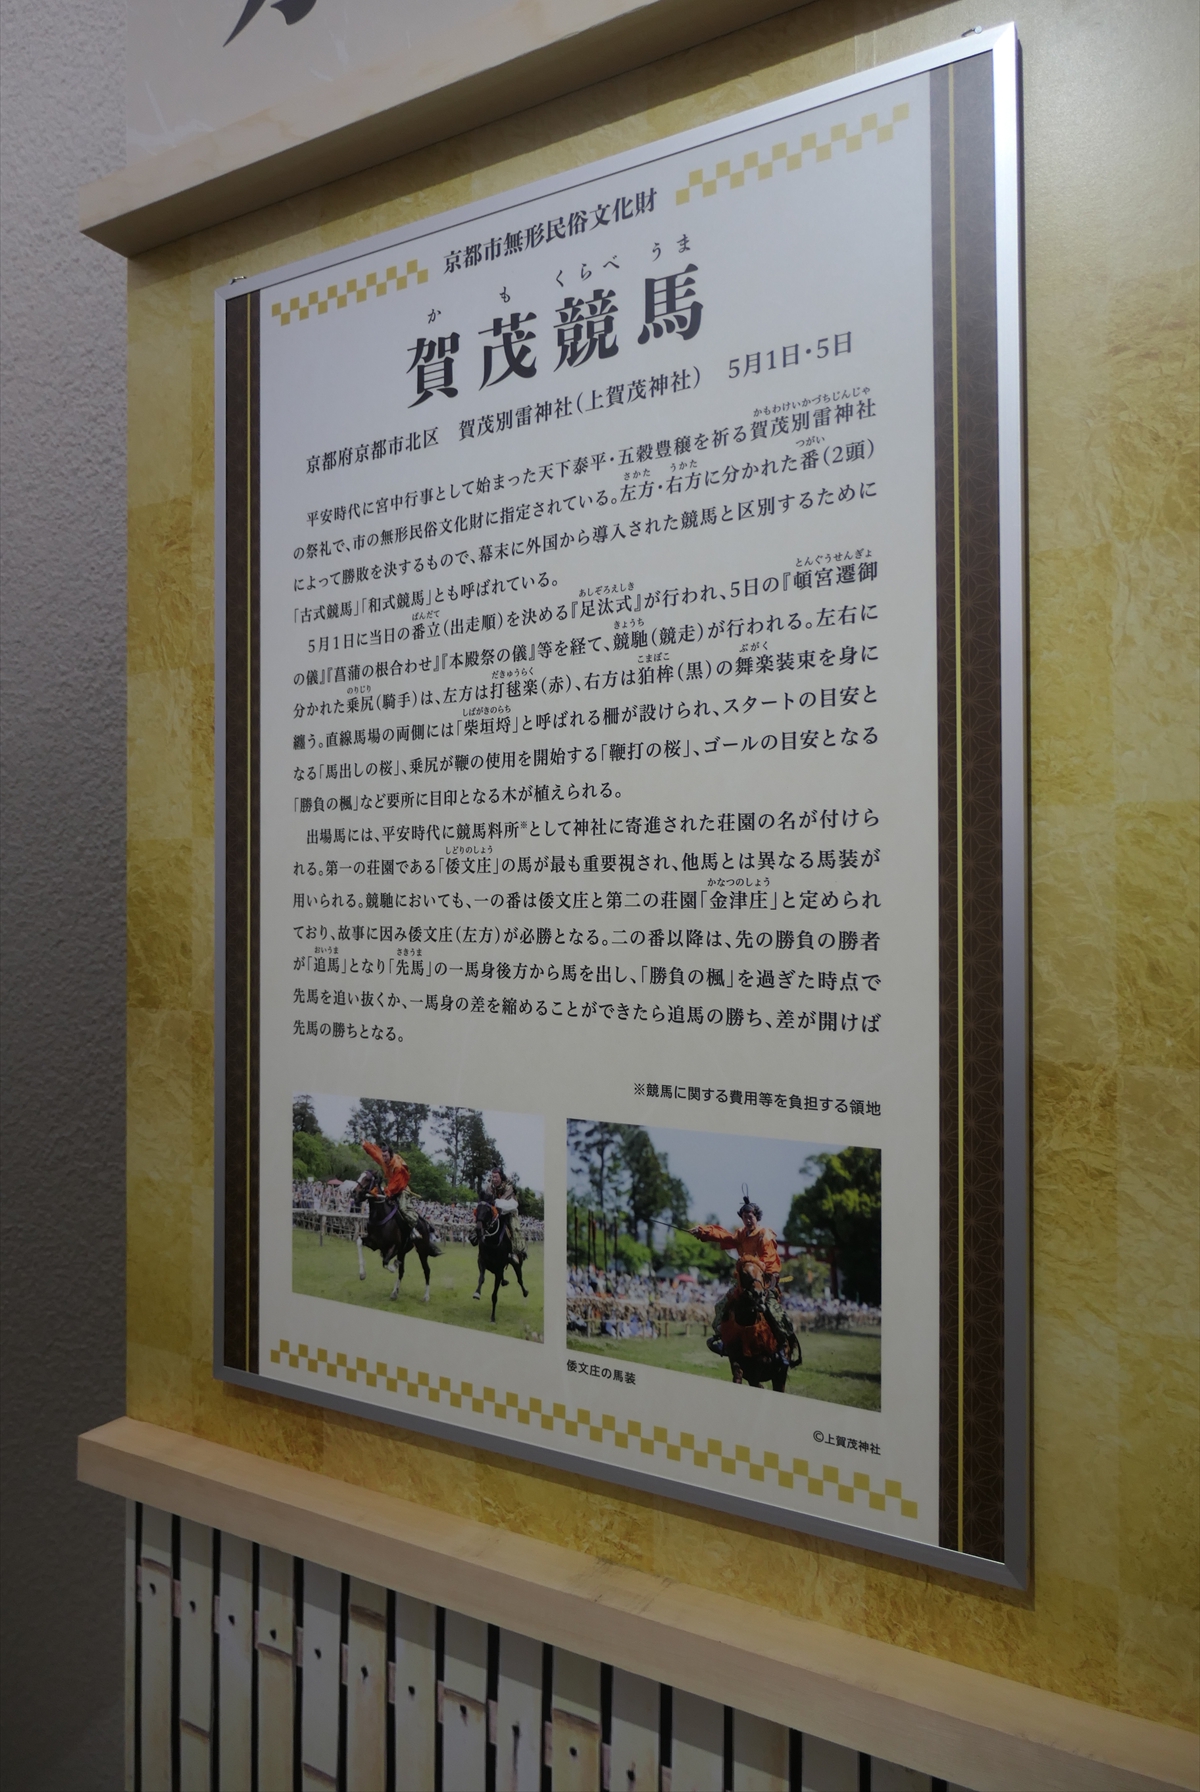 京都市無形民俗文化財
か も くらべ うま
賀茂競馬
京都府京都市北区 賀茂別雷神社(上賀茂神社) 5月1日・5日
かもわけいかづちじんじゃ
平安時代に宮中行事として始まった天下泰平・五穀豊穣を祈る賀茂別雷神社
さかた うかた つがい
の祭礼で、市の無形民俗文化財に指定されている。左方・右方に分かれた番(2頭)
によって勝敗を決するもので、幕末に外国から導入された競馬と区別するために
「古式競馬」「和式競馬」とも呼ばれている。
ばんだて あしぞろえしき とんぐうせんぎょ
5月1日に当日の番立(出走順)を決める『足汰式』が行われ、5日の『頓宮遷御
きょうち
の儀』『菖蒲の根合わせ』『本殿祭の儀』等を経て、競馳(競走)が行われる。左右に
のりじり だきゅうらく こまぼこ ぶがく
分かれた乗尻(騎手)は、左方は打毬楽(赤)、右方は狛桙(黒)の舞楽装束を身に
しばがきのらち
纏う。直線馬場の両側には「柴垣埒」と呼ばれる柵が設けられ、スタートの目安と
なる「馬出しの桜」、乗尻が鞭の使用を開始する「鞭打の桜」、ゴールの目安となる
「勝負の楓」など要所に目印となる木が植えられる。
出場馬には、平安時代に競馬料所※として神社に寄進された荘園の名が付けら
しどりのしょう
れる。第一の荘園である「倭文庄」の馬が最も重要視され、他馬とは異なる馬装が
かなつのしょう
用いられる。競馳においても、一の番は倭文庄と第二の荘園「金津庄」と定められ
ており、故事に因み倭文庄(左方)が必勝となる。二の番以降は、先の勝負の勝者
おいうま さきうま
が「追馬」となり「先馬」の一馬身後方から馬を出し、「勝負の楓」を過ぎた時点で
先馬を追い抜くか、一馬身の差を縮めることができたら追馬の勝ち、差が開けば
先馬の勝ちとなる。
※競馬に関する費用等を負担する領地
倭文庄の馬装
©上賀茂神社